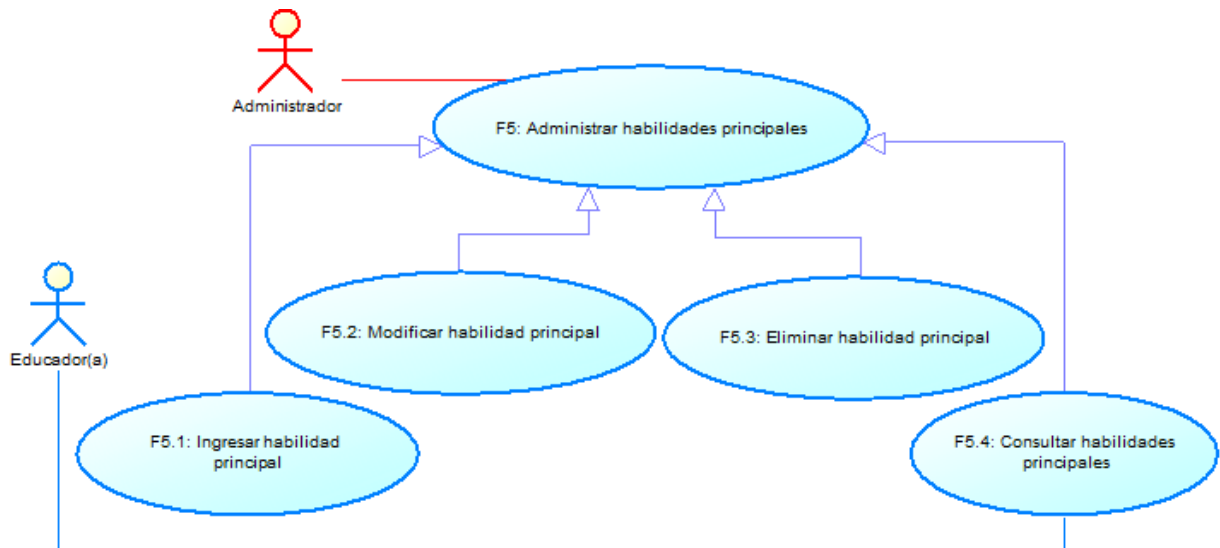 Administrador
F5: Administrar habilidades principales
Educador(a)
F5.2: Modificar habilidad principal
F5.3: Eliminar habilidad principal
F5.1: Ingresar habilidad
principal
F5.4: Consultar habilidades
principales